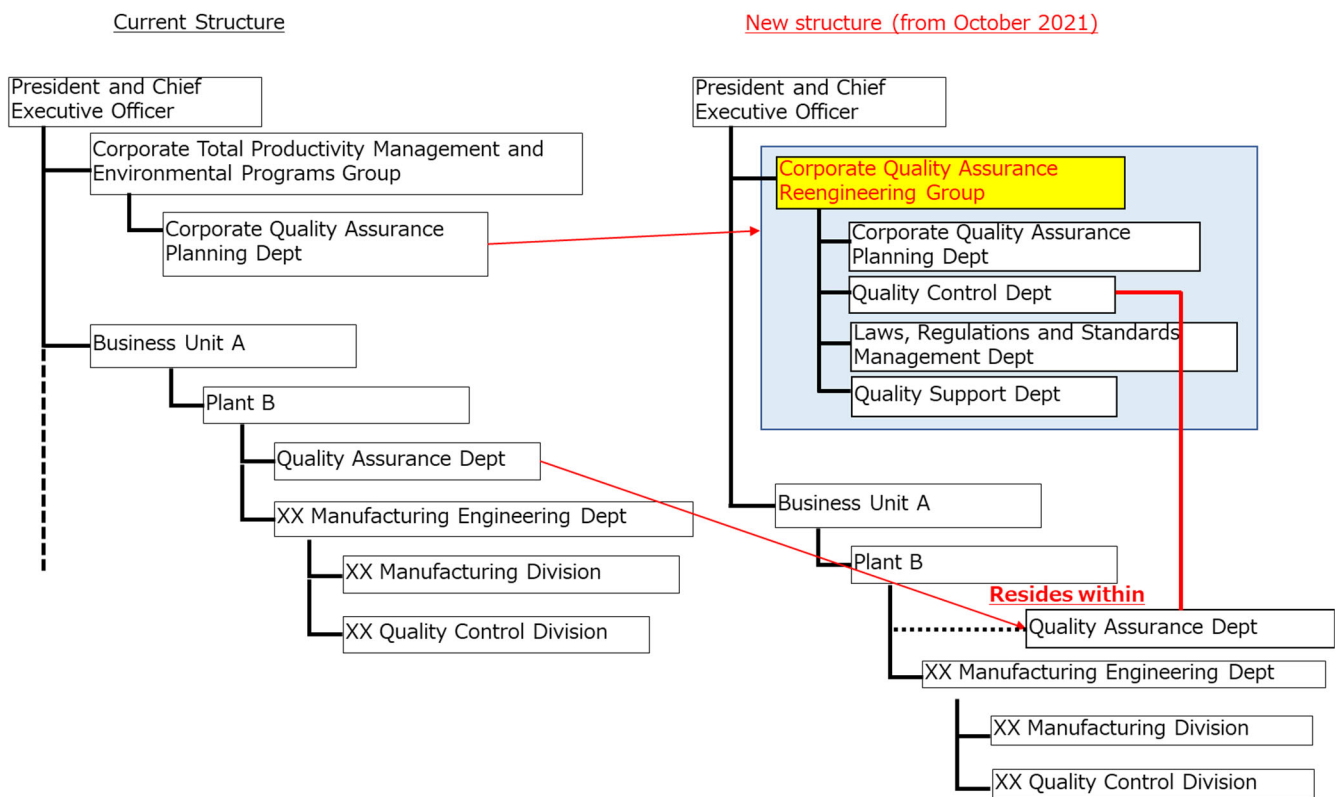 Current Structure
President and Chief
Executive Officer
Corporate Total Productivity Management and
Environmental Programs Group
Corporate Quality Assurance
Planning Dept
Business Unit A
Plant B
Quality Assurance Dept
XX Manufacturing Engineering Dept
XX Manufacturing Division
XX Quality Control Division
New structure (from October 2021)
President and Chief
Executive Officer
Corporate Quality Assurance
Reengineering Group
Corporate Quality Assurance
Planning Dept
Quality Control Dept
Laws, Regulations and Standards
Management Dept
Quality Support Dept
Business Unit A
Plant B
Resides within
Quality Assurance Dept
XX Manufacturing Engineering Dept
XX Manufacturing Division
XX Quality Control Division